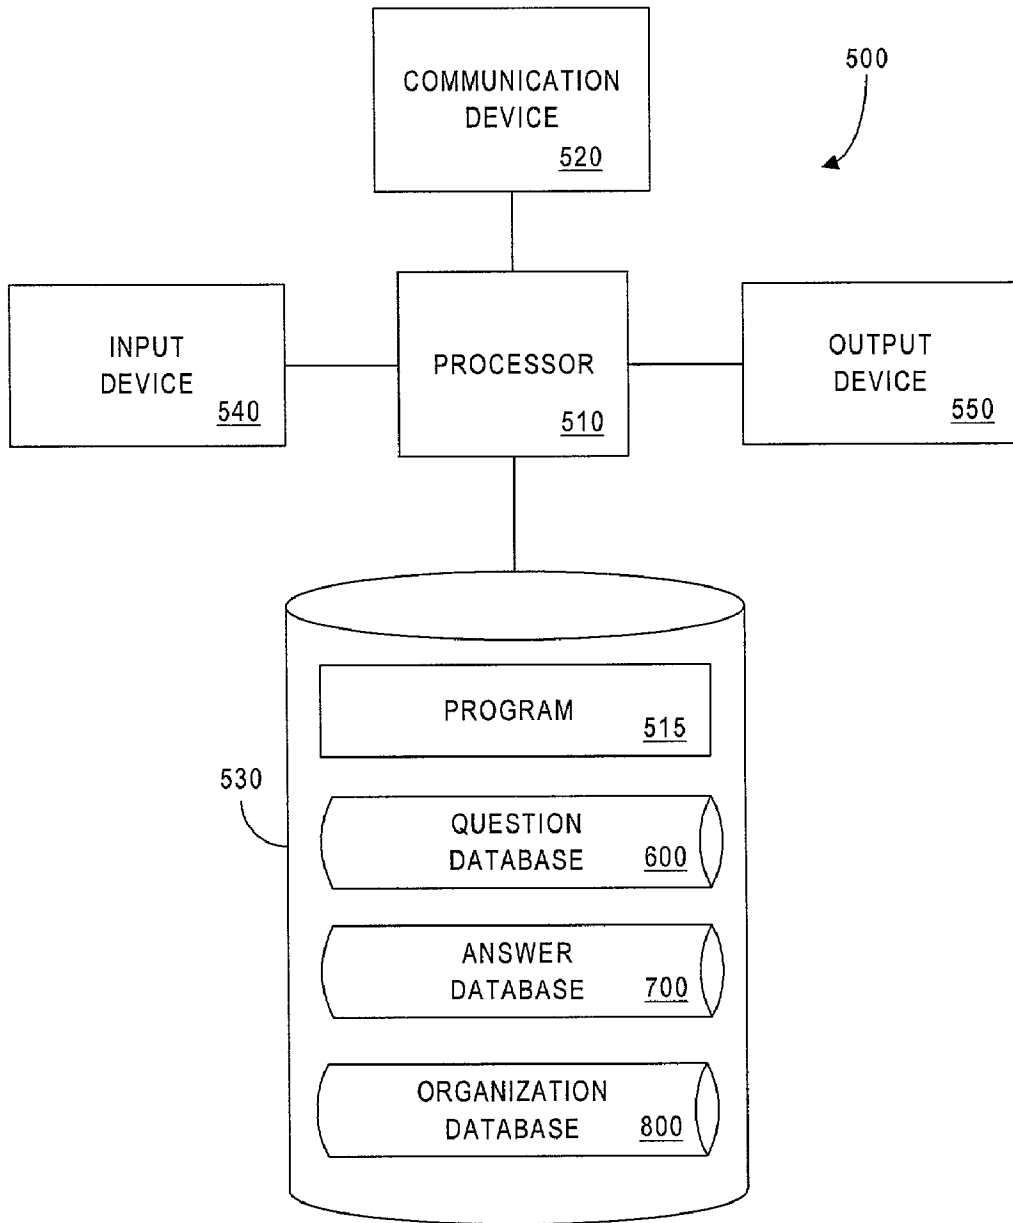 COMMUNICATION
DEVICE
520
500
INPUT
DEVICE
540
PROCESSOR
510
OUTPUT
DEVICE
550
530
PROGRAM
515
QUESTION
DATABASE
600
ANSWER
DATABASE
700
ORGANIZATION
DATABASE
800